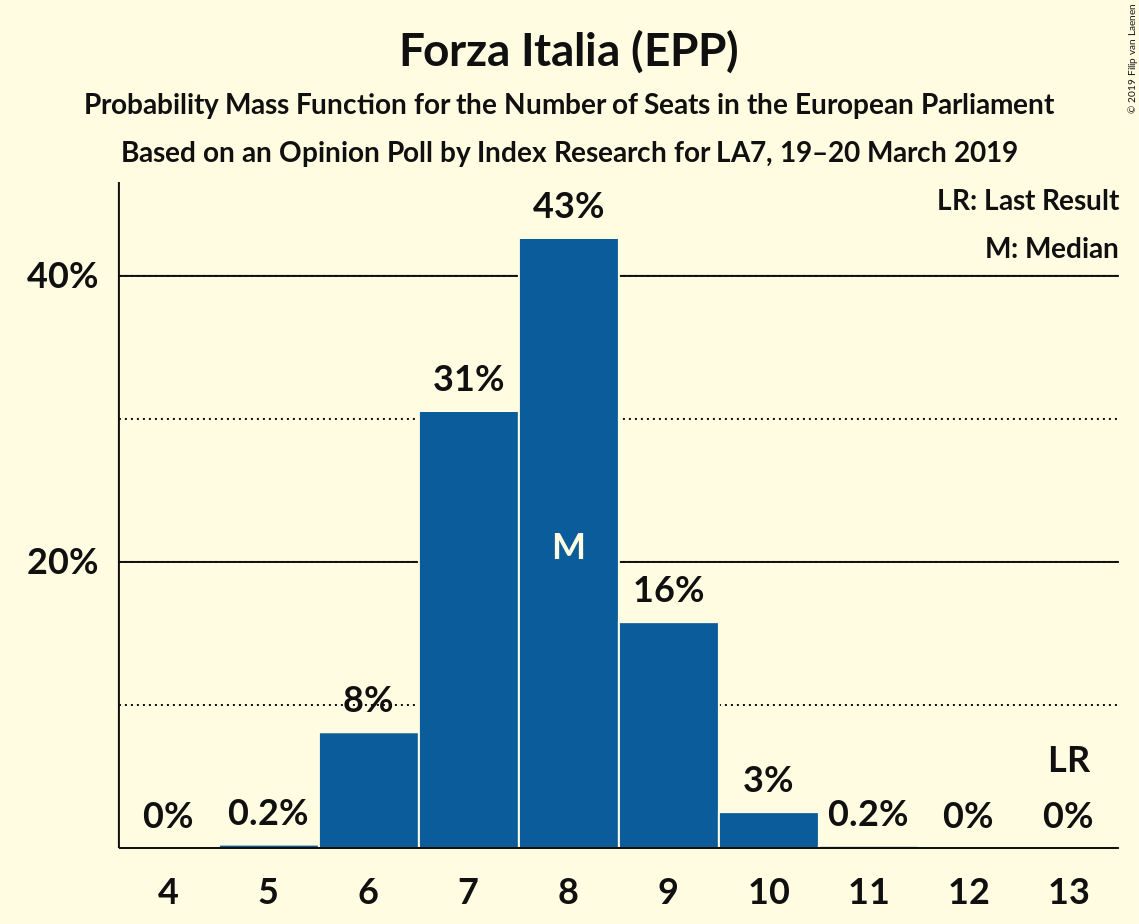 Forza Italia (EPP)
Probability Mass Function for the Number of Seats in the European Parliament
Based on an Opinion Poll by Index Research for LA7, 19–20 March 2019
© 2019 Filip van Laenen
LR: Last Result
M: Median
43%
40%
31%
M
20%
16%
8%
LR
3%
0%
0.2%
0.2%
0%
0%
4
5
6
7
8
9
10
11
12
13